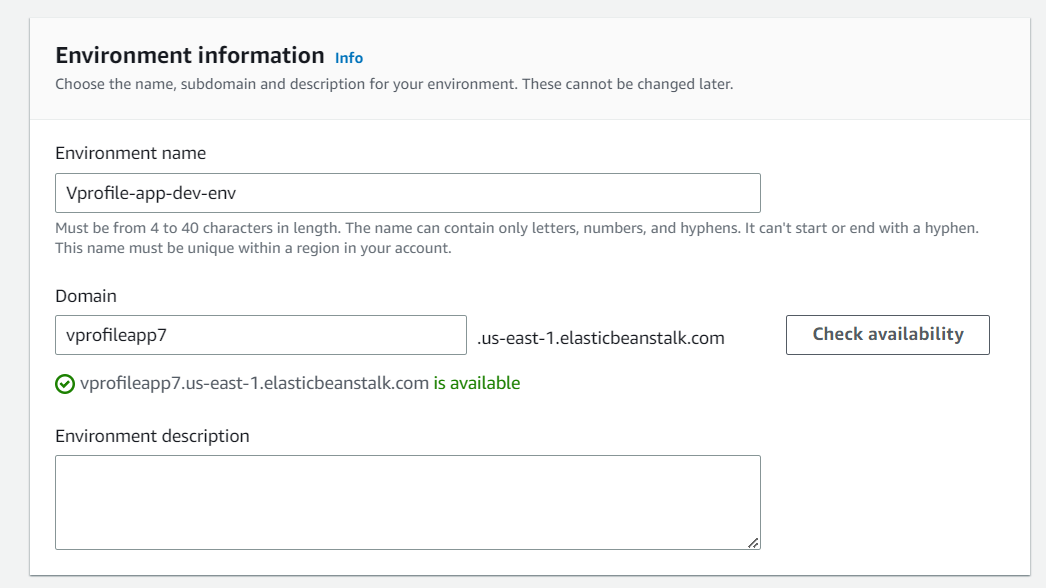 Environment information Info
Choose the name, subdomain and description for your environment. These cannot be changed later.
Environment name
Vprofile-app-dev-env
Must be from 4 to 40 characters in length. The name can contain only letters, numbers, and hyphens. It can't start or end with a hyphen.
This name must be unique within a region in your account.
Domain
vprofileapp7 .us-east-1.elasticbeanstalk.com Check availability
vprofileapp7.us-east-1.elasticbeanstalk.com is available
Environment description